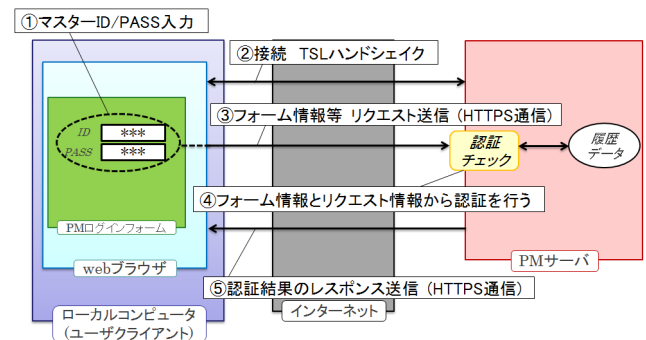 ①マスターID/PASS入力
②接続 TSLハンドシェイク
③フォーム情報等 リクエスト送信 (HTTPS通信)
ID ***
PASS ***
認証
チェック
履歴
データ
④フォーム情報とリクエスト情報から認証を行う
PMログインフォーム
webブラウザ
PMサーバ
⑤認証結果のレスポンス送信 (HTTPS通信)
ローカルコンピュータ
(ユーザクライアント)
インターネット